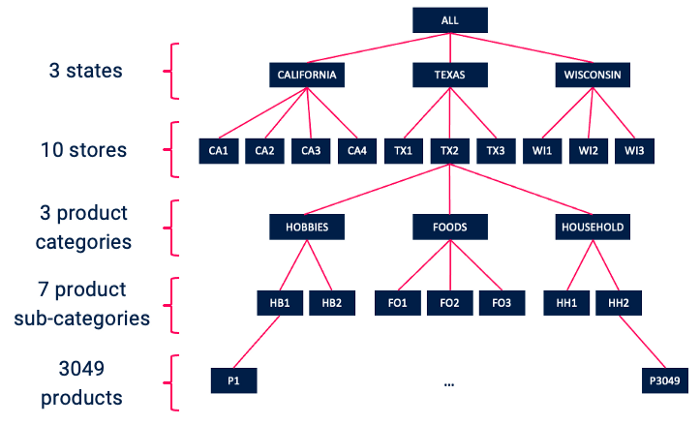 ALL
3 states
CALIFORNIA TEXAS WISCONSIN
10 stores
CA1 CA2 CA3 CA4 TX1 TX2 TX3 WI1 WI2 WI3
3 product
categories
HOBBIES FOODS HOUSEHOLD
7 product
sub-categories
HB1 HB2 FO1 FO2 FO3 HH1 HH2
3049
products
P1 ... P3049